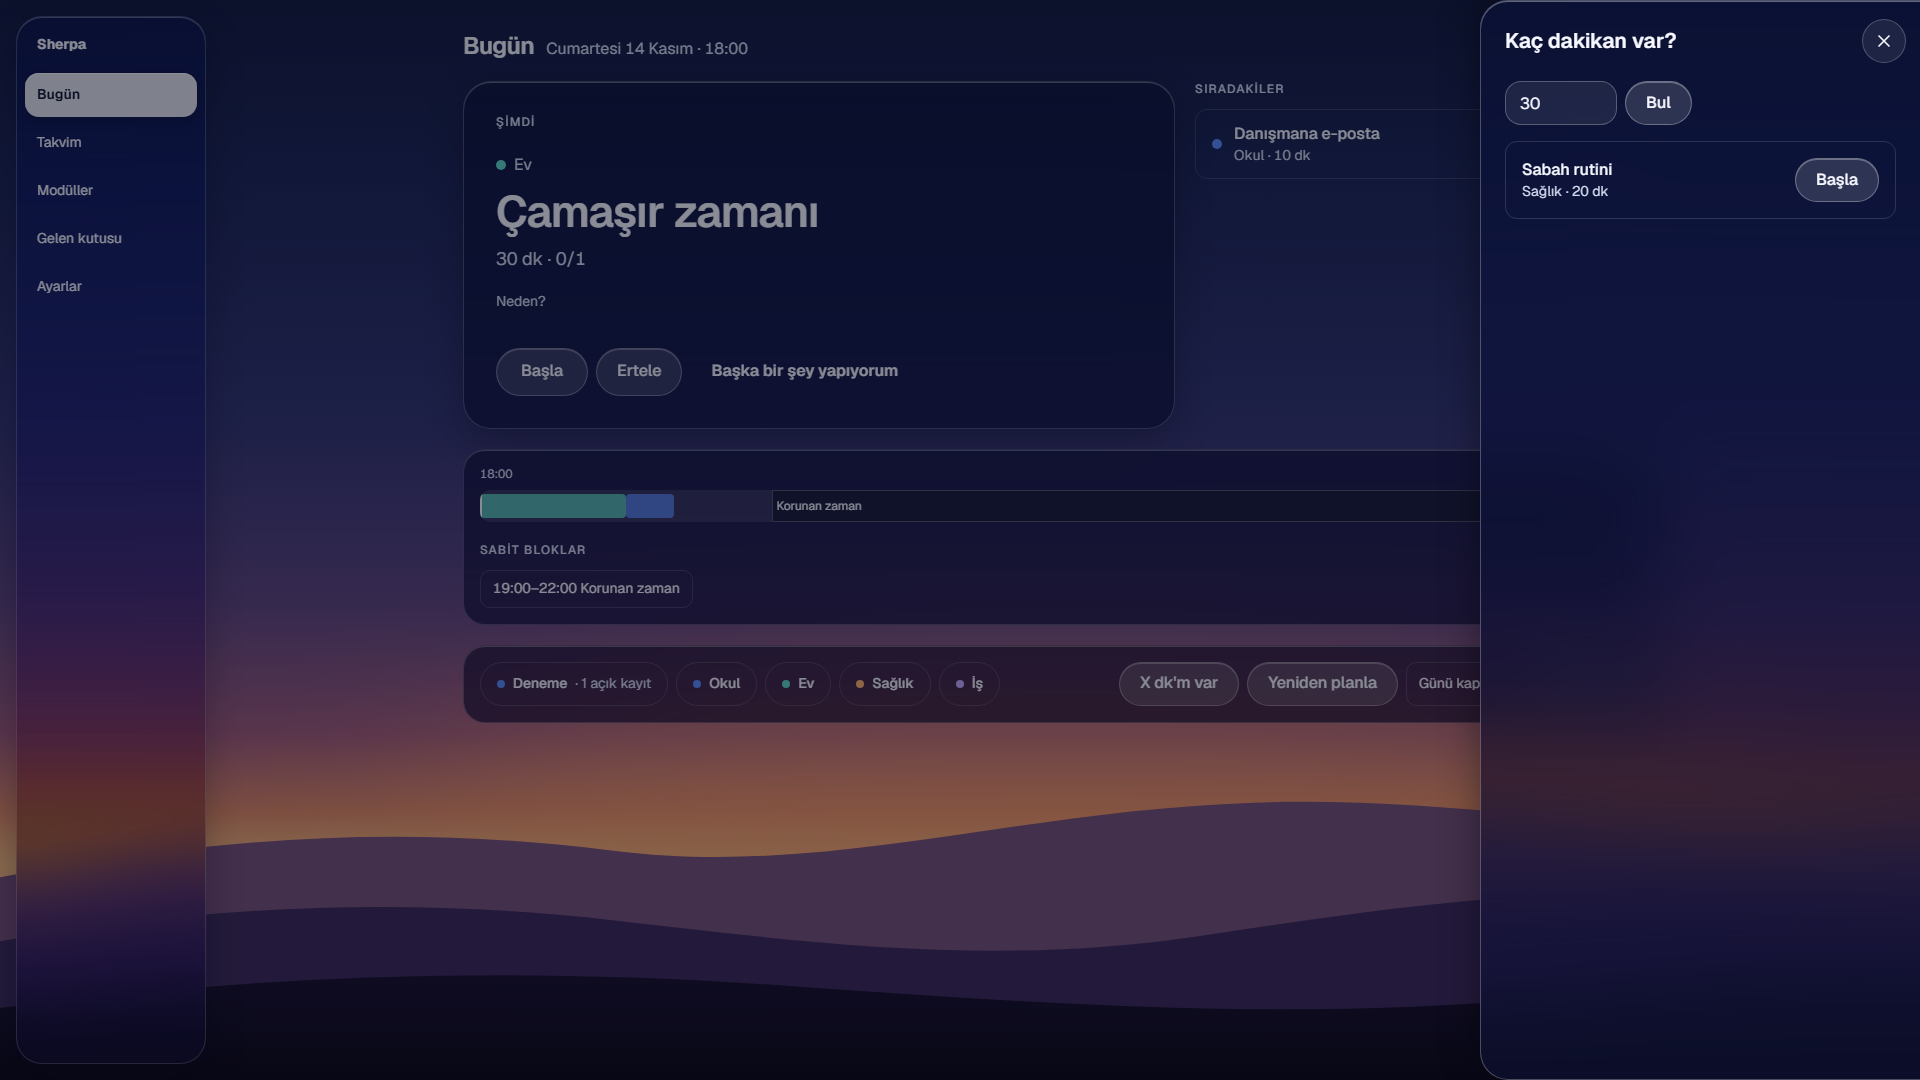 Sherpa
Bugün
Takvim
Modüller
Gelen kutusu
Ayarlar
Bugün Cumartesi 14 Kasım · 18:00
ŞİMDİ
Ev
Çamaşır zamanı
30 dk · 0/1
Neden?
Başla Ertele Başka bir şey yapıyorum
SIRADAKİLER
Danışmana e-posta
Okul · 10 dk
18:00
Korunan zaman
SABİT BLOKLAR
19:00–22:00 Korunan zaman
Deneme · 1 açık kayıt Okul Ev Sağlık İş X dk'm var Yeniden planla Günü kap
Kaç dakikan var?
30 Bul
Sabah rutini
Sağlık · 20 dk
Başla